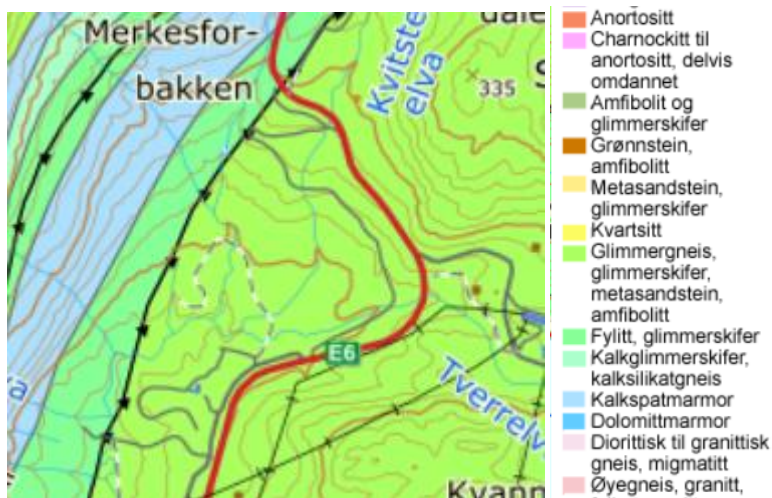 Merkesfor-
bakken
Kvitste
elva
dale
335
S
E6
Tverrelv
Kvann
Anortositt
Charnockitt til
anortositt, delvis
omdannet
Amfibolit og
glimmerskifer
Grønnstein,
amfibolitt
Metasandstein,
glimmerskifer
Kvartsitt
Glimmergneis,
glimmerskifer,
metasandstein,
amfibolitt
Fylitt, glimmerskifer
Kalkglimmerskifer,
kalksilikatgneis
Kalkspatmarmor
Dolomittmarmor
Diorittisk til granittisk
gneis, migmatitt
Øyegneis, granitt,